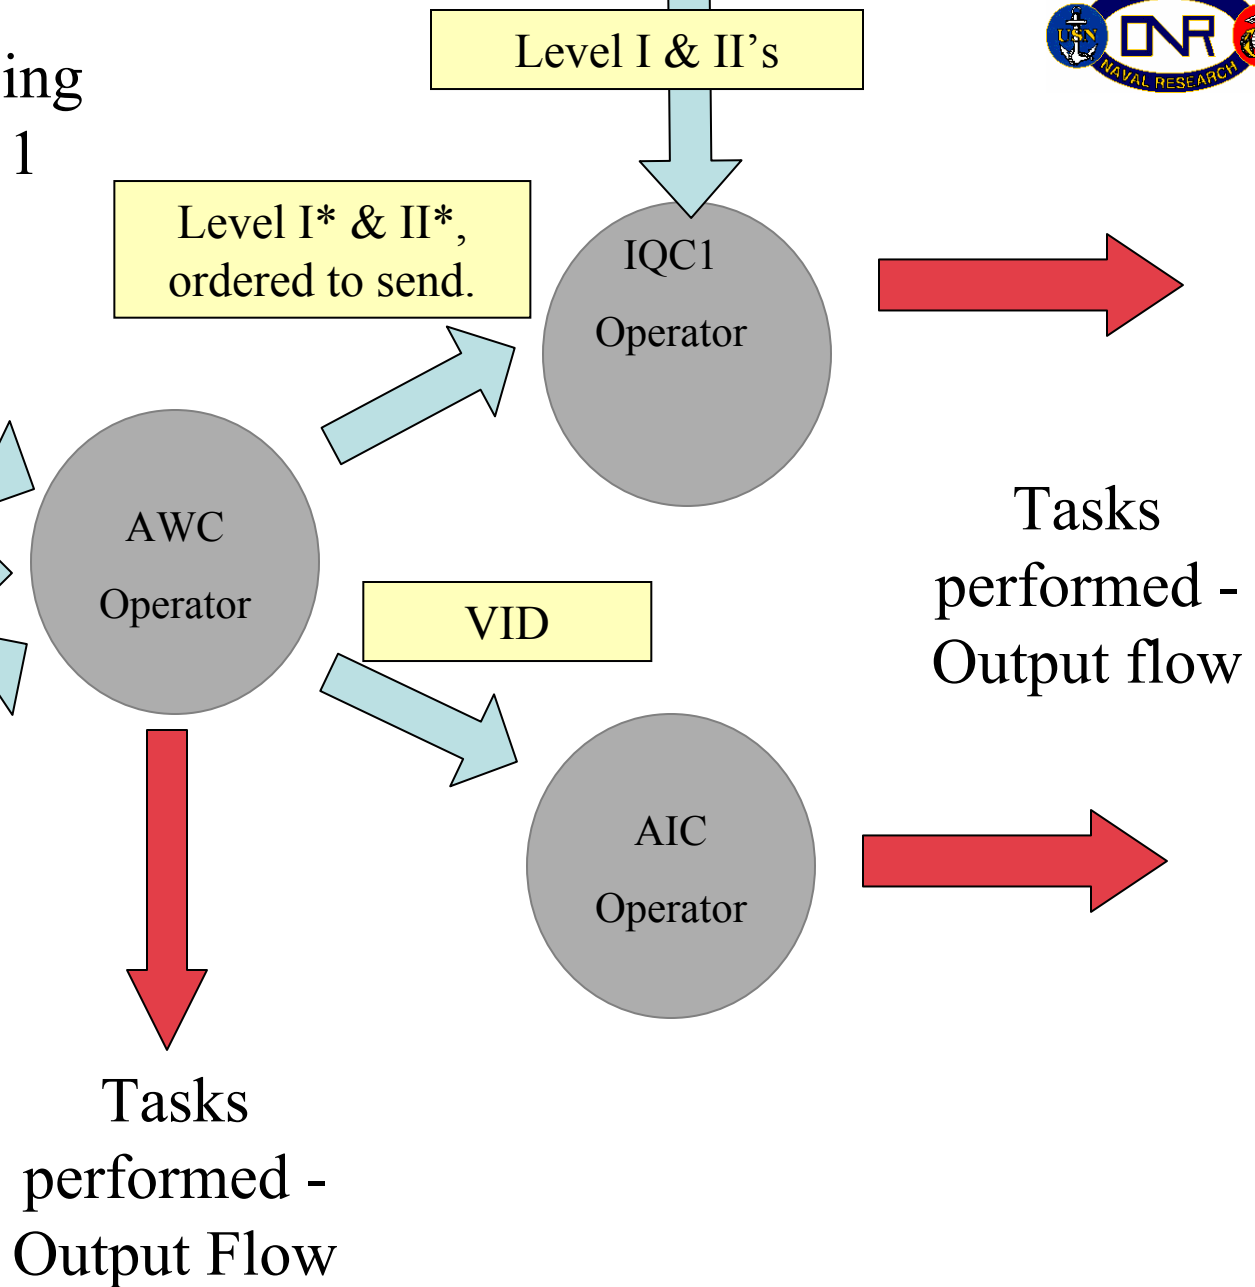 Level I & II’s
USN
ONR
NAVAL RESEARCH
ing
1
Level I* & II*,
ordered to send.
IQC1
Operator
AWC
Operator
Tasks
performed -
Output flow
VID
AIC
Operator
Tasks
performed -
Output Flow